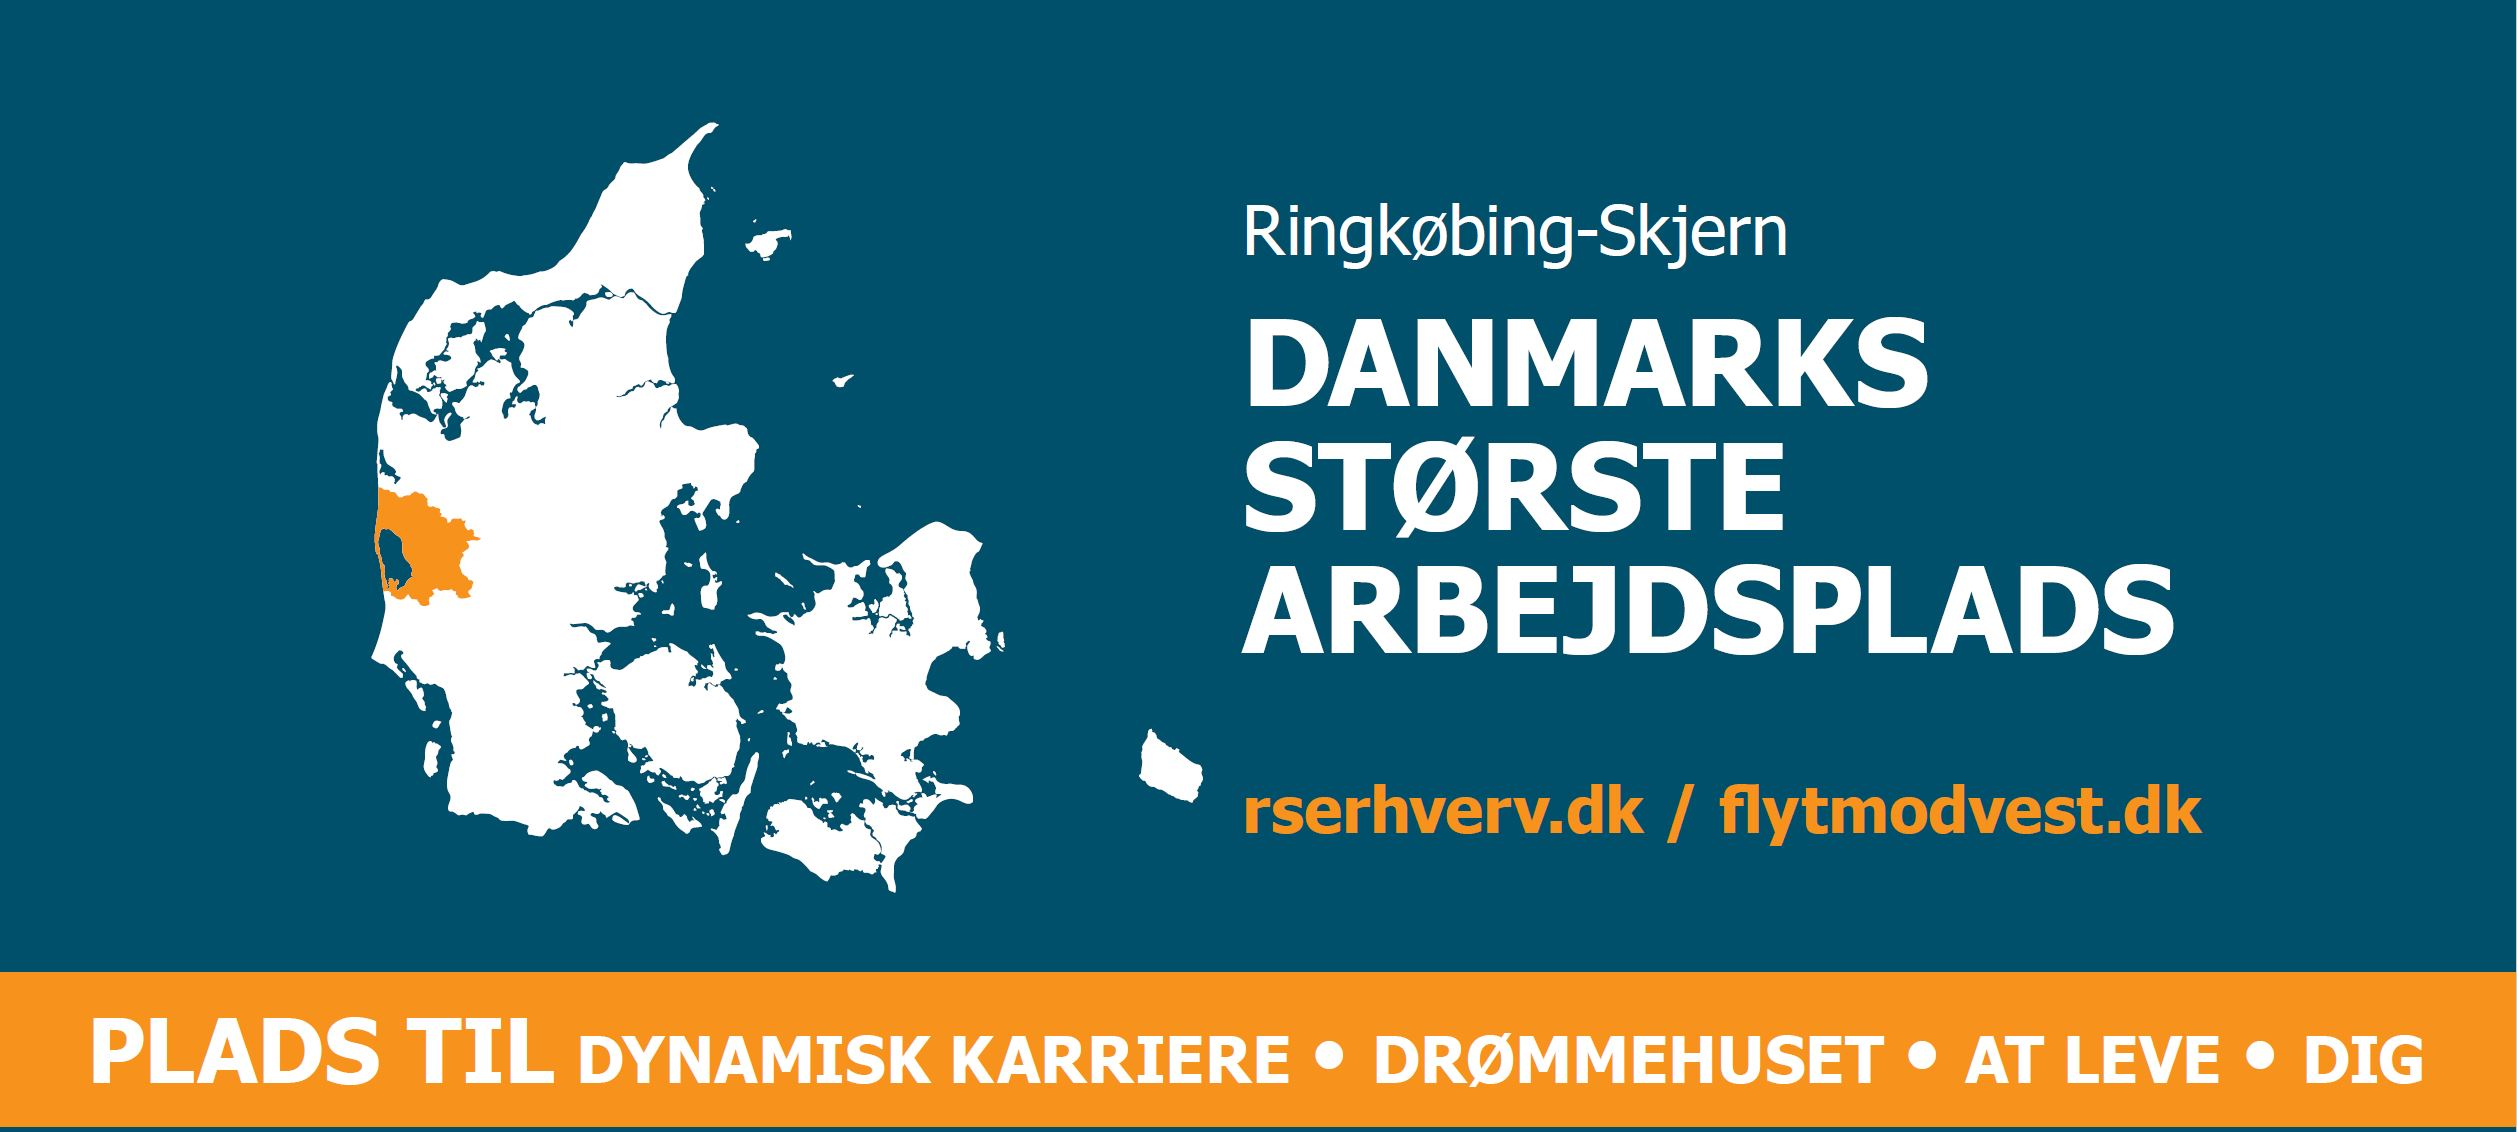 Ringkøbing-Skjern
DANMARKS
STØRSTE
ARBEJDSPLADS
rserhverv.dk / flytmodvest.dk
PLADS TIL DYNAMISK KARRIERE • DRØMMEHUSET • AT LEVE • DIG